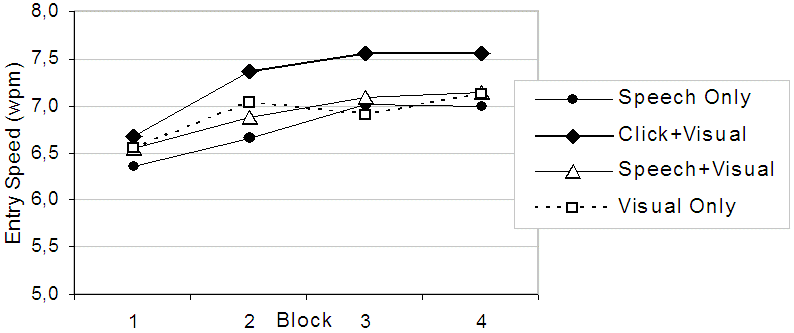 8,0
7,5
7,0
6,5
6,0
5,5
5,0
Entry Speed (wpm)
1 2 Block 3 4
Speech Only
Click+Visual
Speech+Visual
Visual Only